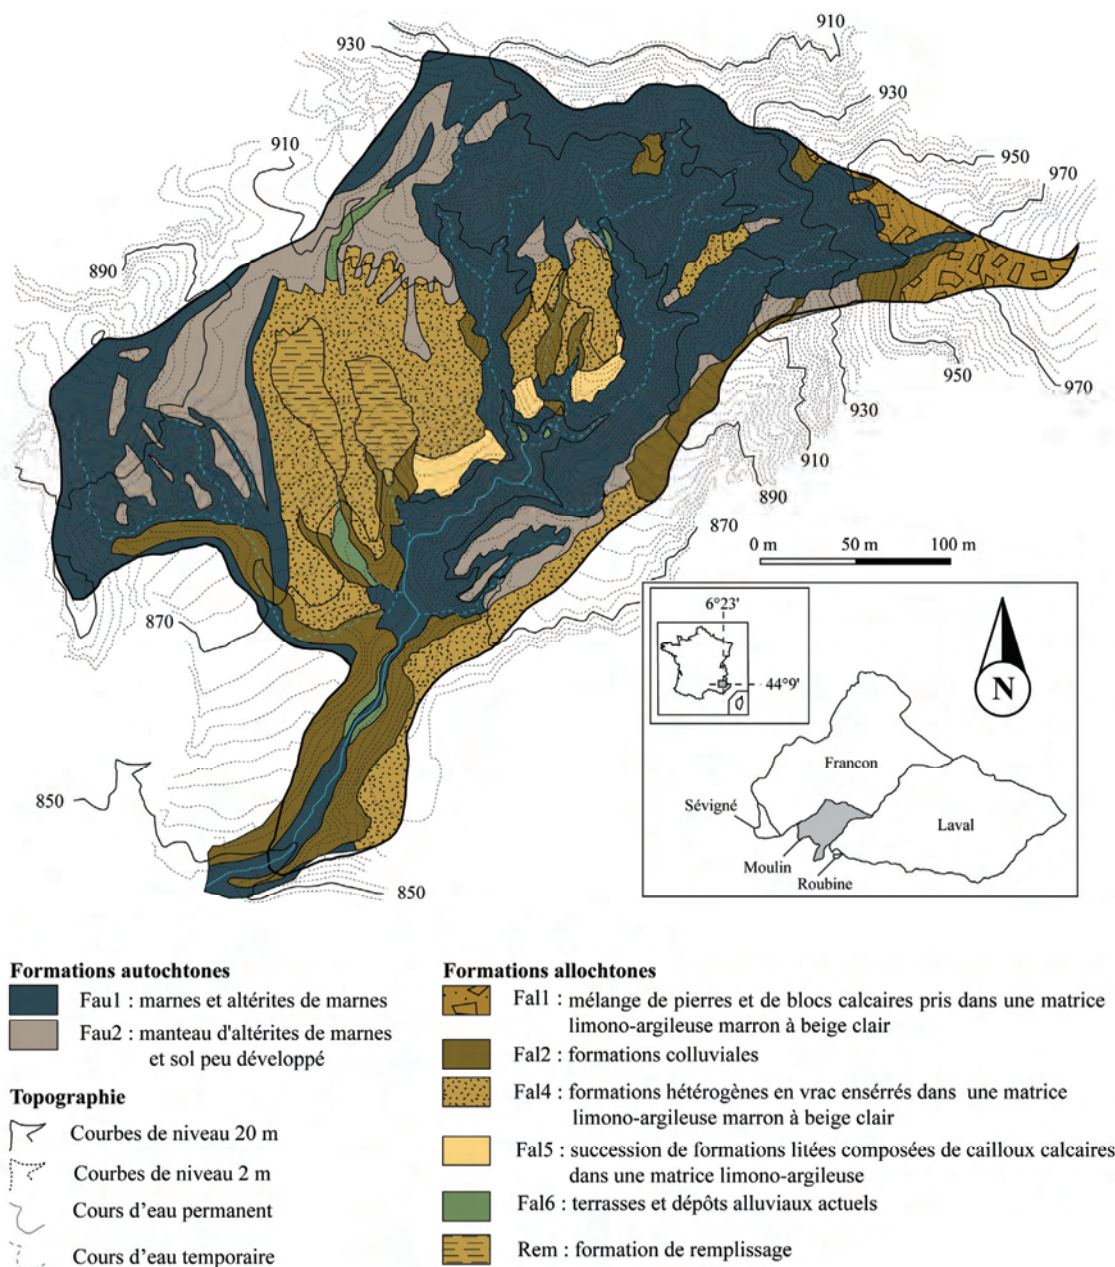 910
930
930
910
950
970
890
890
950
970
930
910
890
870
870
850
850
0 m 50 m 100 m
6°23'
44°9'
N
Francon
Sévigné
Laval
Moulin
Roubine
Formations autochtones
Fau1 : marnes et altérites de marnes
Fau2 : manteau d'altérites de marnes
et sol peu développé
Topographie
Courbes de niveau 20 m
Courbes de niveau 2 m
Cours d'eau permanent
Cours d'eau temporaire
Formations allochtones
Fal1 : mélange de pierres et de blocs calcaires pris dans une matrice
limono-argileuse marron à beige clair
Fal2 : formations colluviales
Fal4 : formations hétérogènes en vrac ensérrés dans une matrice
limono-argileuse marron à beige clair
Fal5 : succession de formations litées composées de cailloux calcaires
dans une matrice limono-argileuse
Fal6 : terrasses et dépôts alluviaux actuels
Rem : formation de remplissage